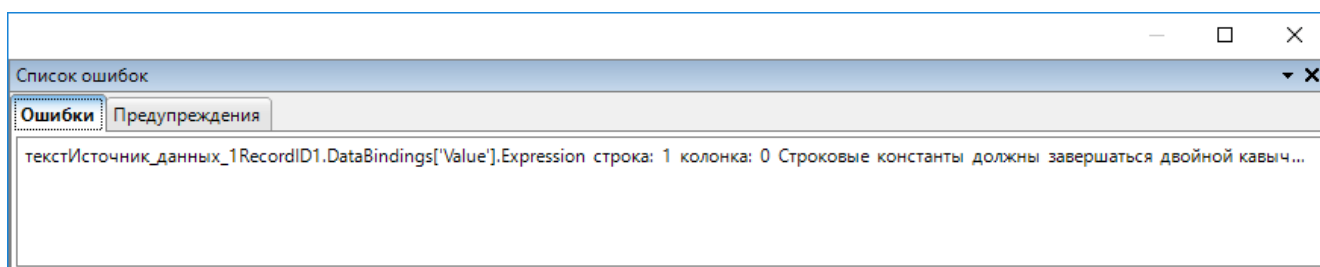 Список ошибок
Ошибки Предупреждения
текстИсточник_данных_1RecordID1.DataBindings['Value'].Expression строка: 1 колонка: 0 Строковые константы должны завершаться двойной кавыч...